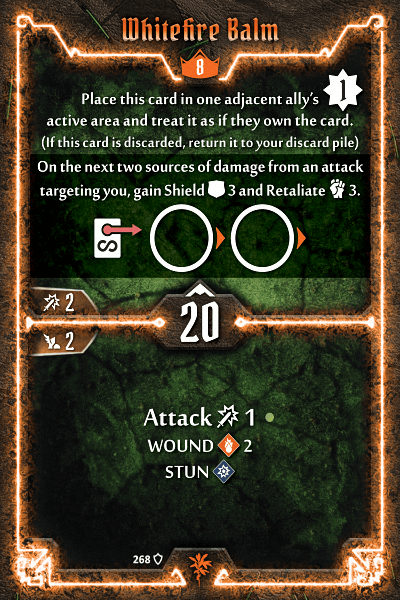 Whitefire Balm
8
1
Place this card in one adjacent ally's
active area and treat it as if they own the card.
(If this card is discarded, return it to your discard pile)
On the next two sources of damage from an attack
targeting you, gain Shield 3 and Retaliate 3.
2
20
2
Attack 1
WOUND 2
STUN
268